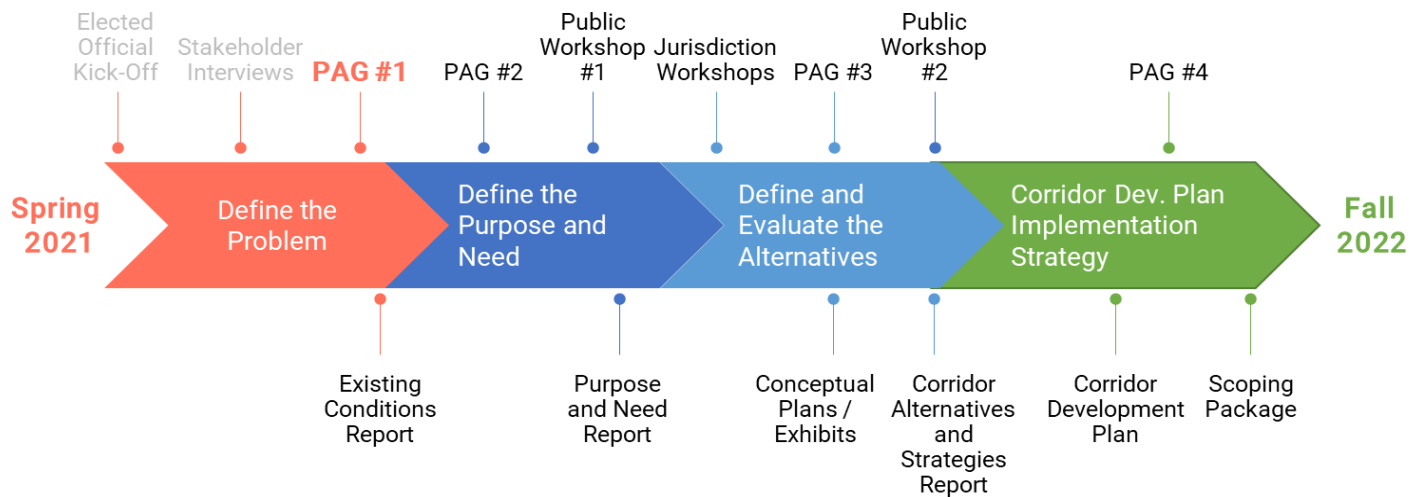 Elected
Official
Kick-Off
Stakeholder
Interviews
PAG #1
PAG #2
Public
Workshop
#1
Jurisdiction
Workshops
PAG #3
Public
Workshop
#2
PAG #4
Spring
2021
Define the
Problem
Define the
Purpose and
Need
Define and
Evaluate the
Alternatives
Corridor Dev. Plan
Implementation
Strategy
Fall
2022
Existing
Conditions
Report
Purpose
and Need
Report
Conceptual
Plans /
Exhibits
Corridor
Alternatives
and
Strategies
Report
Corridor
Development
Plan
Scoping
Package